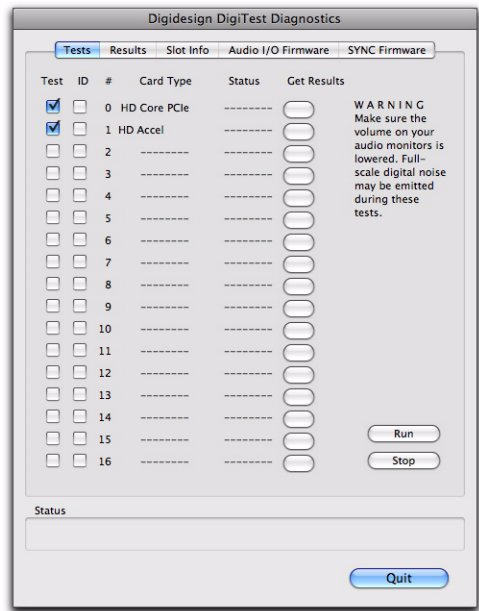 Digidesign DigiTest Diagnostics
Tests Results Slot Info Audio I/O Firmware SYNC Firmware
Test ID # Card Type Status Get Results
0 HD Core PCIe --------
1 HD Accel --------
2 -------- --------
3 -------- --------
4 -------- --------
5 -------- --------
6 -------- --------
7 -------- --------
8 -------- --------
9 -------- --------
10 -------- --------
11 -------- --------
12 -------- --------
13 -------- --------
14 -------- --------
15 -------- --------
16 -------- --------
W A R N I N G
Make sure the
volume on your
audio monitors is
lowered. Full-
scale digital noise
may be emitted
during these
tests.
Run
Stop
Status
Quit